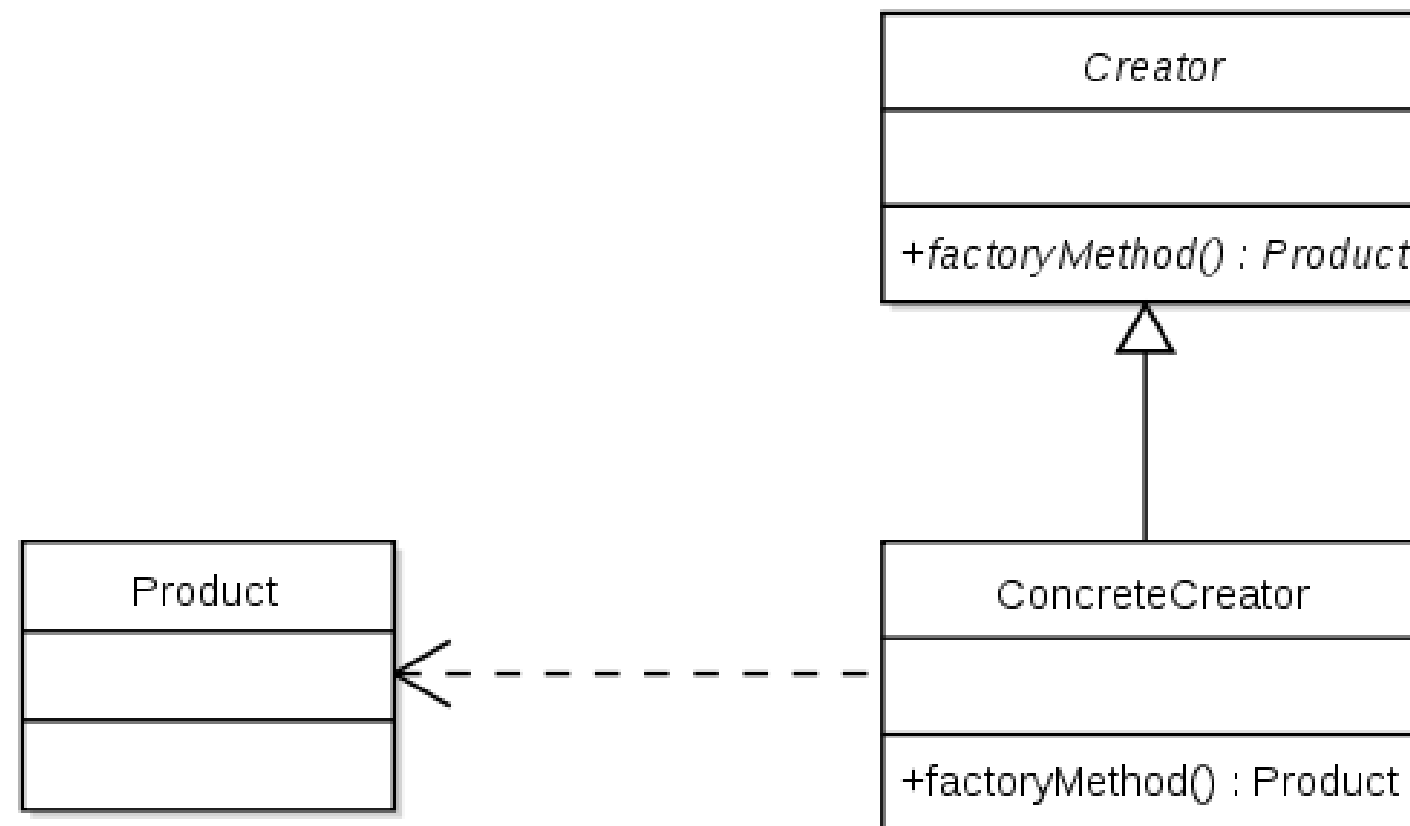 Creator
+factoryMethod() : Product
Product
ConcreteCreator
+factoryMethod() : Product